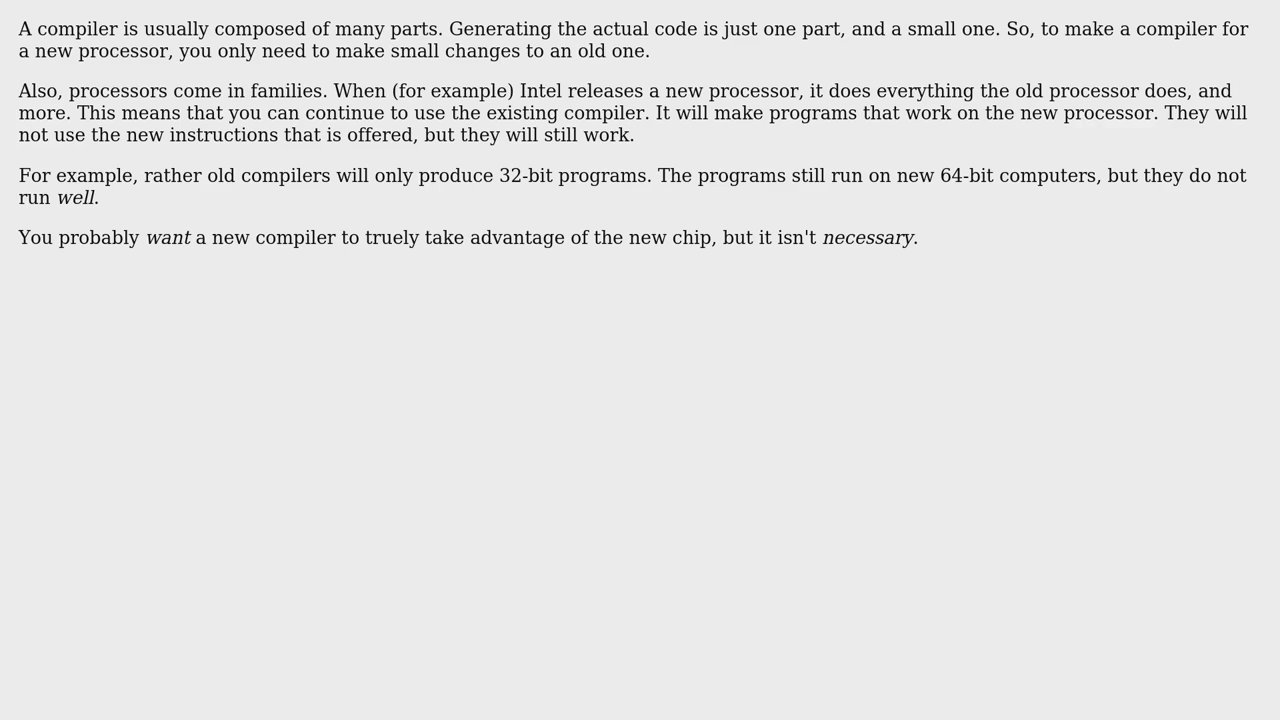 A compiler is usually composed of many parts. Generating the actual code is just one part, and a small one. So, to make a compiler for
a new processor, you only need to make small changes to an old one.
Also, processors come in families. When (for example) Intel releases a new processor, it does everything the old processor does, and
more. This means that you can continue to use the existing compiler. It will make programs that work on the new processor. They will
not use the new instructions that is offered, but they will still work.
For example, rather old compilers will only produce 32-bit programs. The programs still run on new 64-bit computers, but they do not
run well.
You probably want a new compiler to truely take advantage of the new chip, but it isn't necessary.